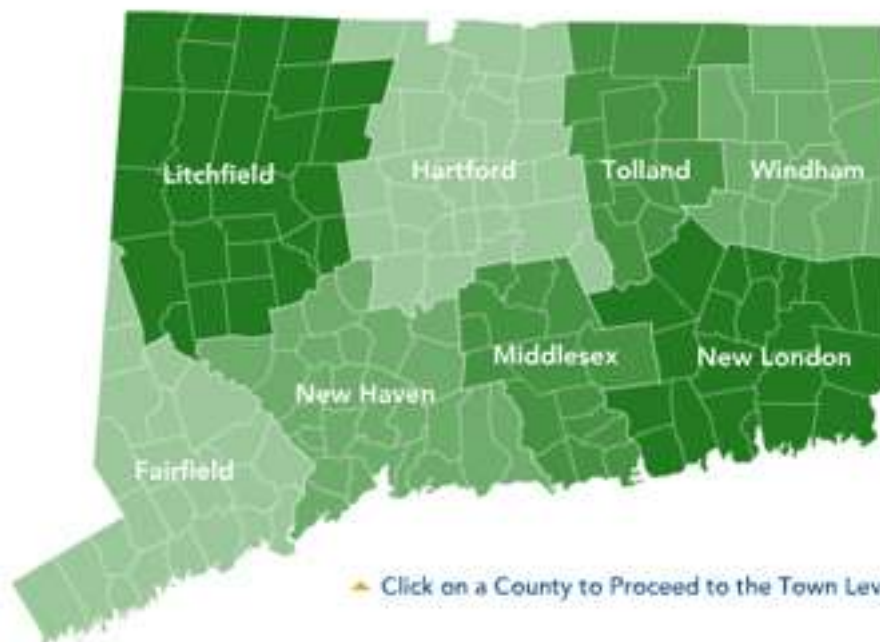 Litchfield
Hartford
Tolland
Windham
Middlesex
New London
New Haven
Fairfield
Click on a County to Proceed to the Town Lev